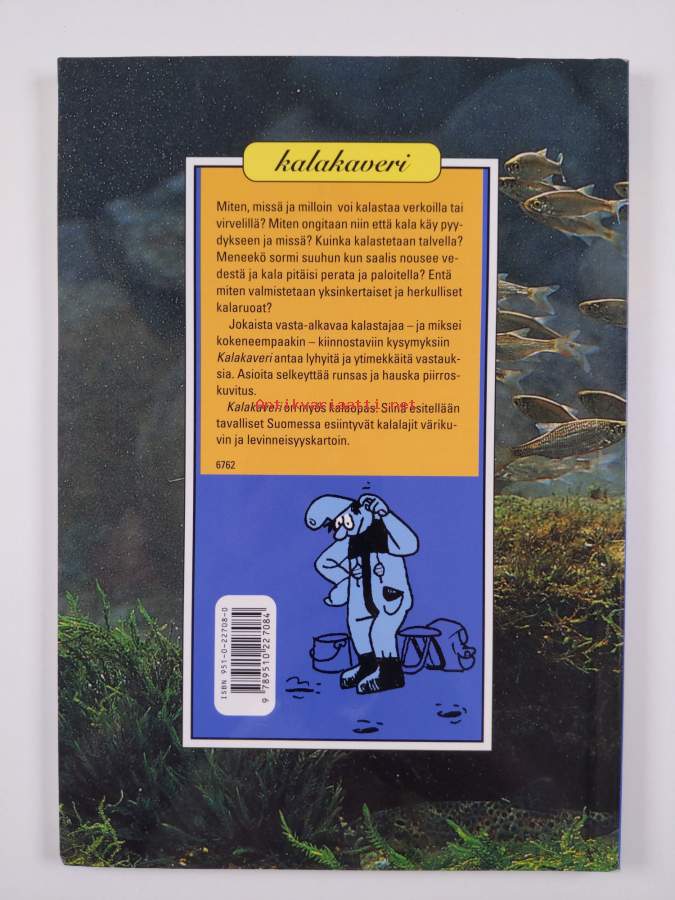 kalakaveri
Miten, missä ja milloin voi kalastaa verkoilla tai
virvelillä? Miten ongitaan niin että kala käy pyy-
dykseen ja missä? Kuinka kalastetaan talvella?
Meneekö sormi suuhun kun saalis nousee ve-
destä ja kala pitäisi perata ja paloitella? Entä
miten valmistetaan yksinkertaiset ja herkulliset
kalaruoat?
Jokaista vasta-alkavaa kalastajaa – ja miksei
kokeneempaakin – kiinnostaviin kysymyksiin
Kalakaveri antaa lyhyitä ja ytimekkäitä vastauk-
sia. Asioita selkeyttää runsas ja hauska piirros-
kuvitus.
Antikvariaatti.net
Kalakaveri on myös kalaopas. Siinä esitellään
tavalliset Suomessa esiintyvät kalalajit väriku-
vin ja levinneisyyskartoin.
6762
ISBN 951-0-22708-0
9 789510 227084